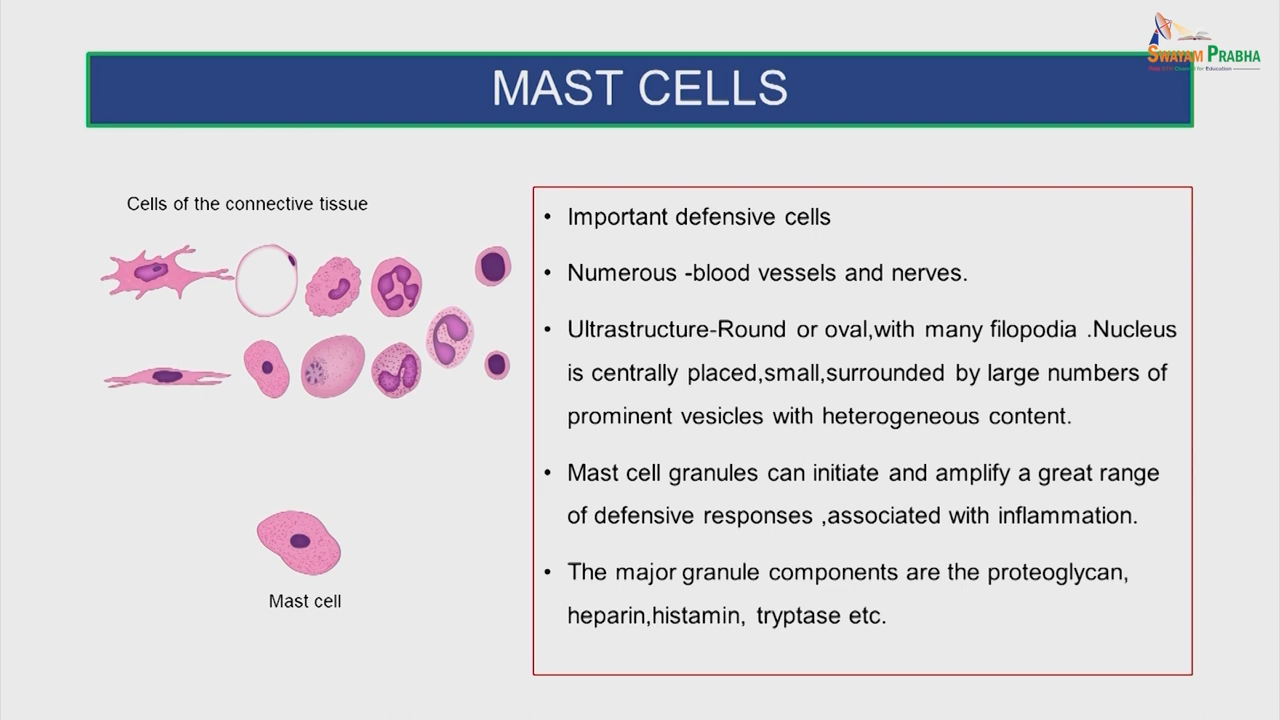 SWAYAM PRABHA
MAST CELLS
Cells of the connective tissue
• Important defensive cells
• Numerous -blood vessels and nerves.
• Ultrastructure-Round or oval,with many filopodia .Nucleus
is centrally placed,small,surrounded by large numbers of
prominent vesicles with heterogeneous content.
• Mast cell granules can initiate and amplify a great range
of defensive responses ,associated with inflammation.
• The major granule components are the proteoglycan,
heparin,histamin, tryptase etc.
Mast cell